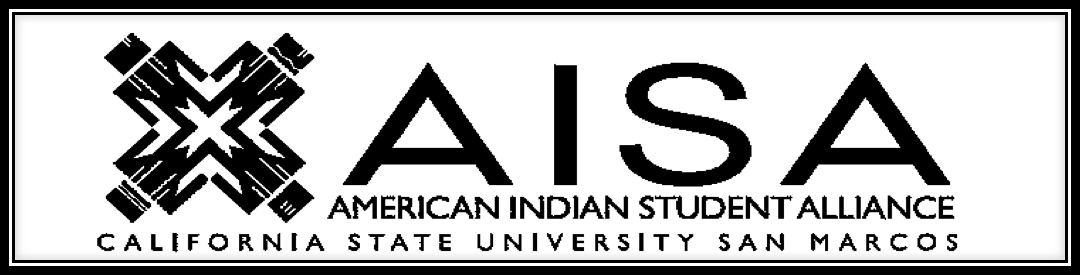 AISA
AMERICAN INDIAN STUDENT ALLIANCE
CALIFORNIA STATE UNIVERSITY SAN MARCOS